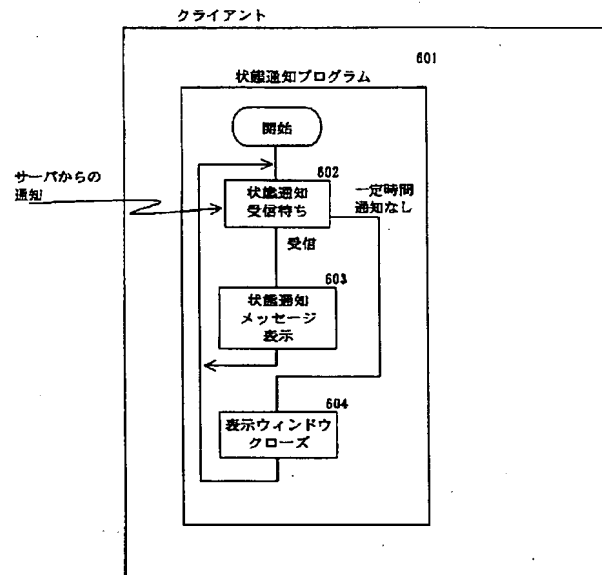 クライアント
601
状態通知プログラム
開始
サーバからの
通知
602
状態通知
受信待ち
一定時間
通知なし
受信
603
状態通知
メッセージ
表示
604
表示ウィンドウ
クローズ